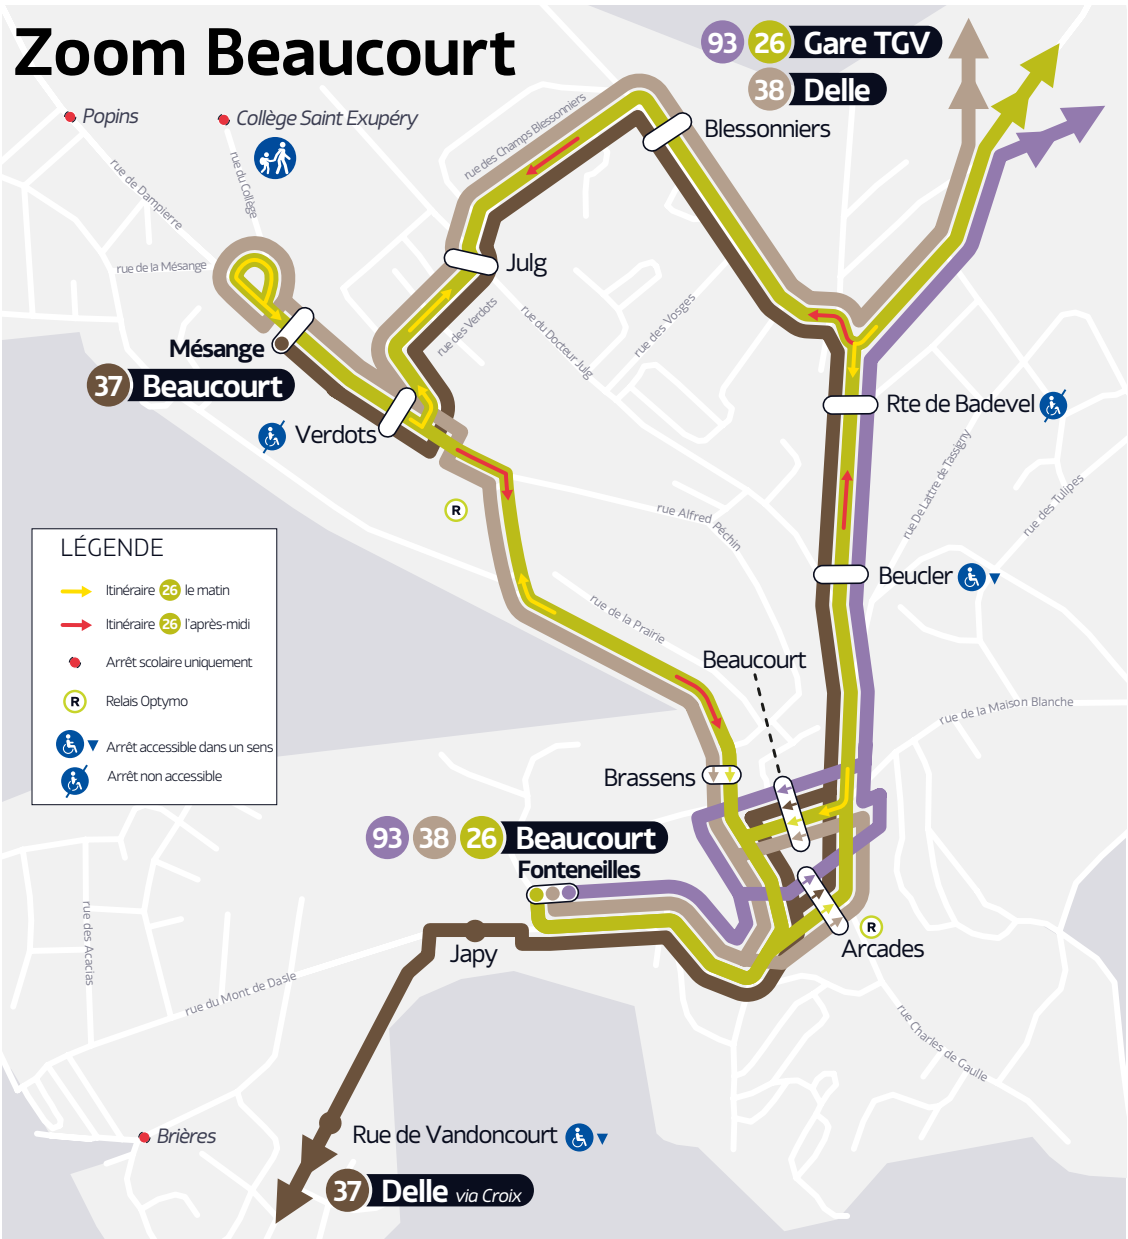 Zoom Beaucourt
93 26 Gare TGV
38 Delle
Popins
Collège Saint Exupéry
Blessonniers
rue des Champs Blessonniers
rue de Dampierre
rue du Collège
rue de la Mésange
Julg
rue des Verdots
rue du Docteur Julg
rue des Vosges
Mésange
37 Beaucourt
Verdots
Rte de Badevel
rue De Lattre de Tassigny
rue des Tulipes
R
rue Alfred Péchin
LÉGENDE
Itinéraire 26 le matin
Itinéraire 26 l'après-midi
Arrêt scolaire uniquement
R Relais Optymo
Arrêt accessible dans un sens
Arrêt non accessible
Beucler
rue de la Prairie
Beaucourt
rue de la Maison Blanche
Brassens
93 38 26 Beaucourt
Fonteneilles
R
Arcades
Japy
rue des Acacias
rue du Mont de Dasle
rue Charles de Gaulle
Brières
Rue de Vandoncourt
37 Delle via Croix